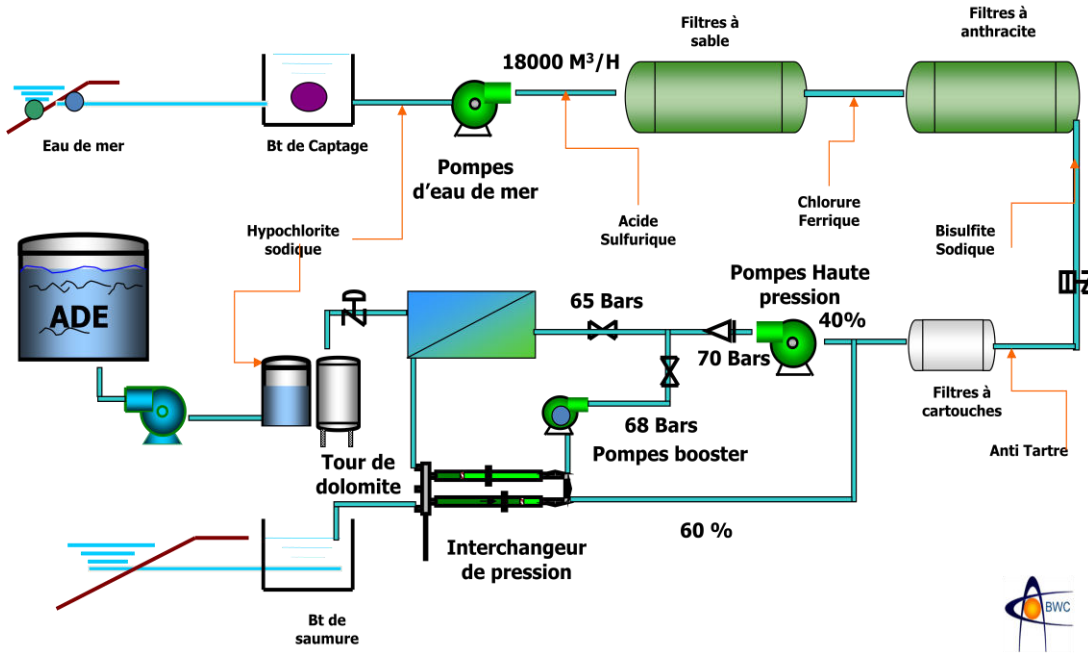 Filtres à
sable
Filtres à
anthracite
18000 M³/H
Eau de mer
Bt de Captage
Pompes
d'eau de mer
Hypochlorite
sodique
Acide
Sulfurique
Chlorure
Ferrique
Bisulfite
Sodique
ADE
65 Bars
Pompes Haute
pression
40%
70 Bars
Filtres à
cartouches
68 Bars
Pompes booster
Anti Tartre
Tour de
dolomite
60 %
Interchangeur
de pression
Bt de
saumure
BWC